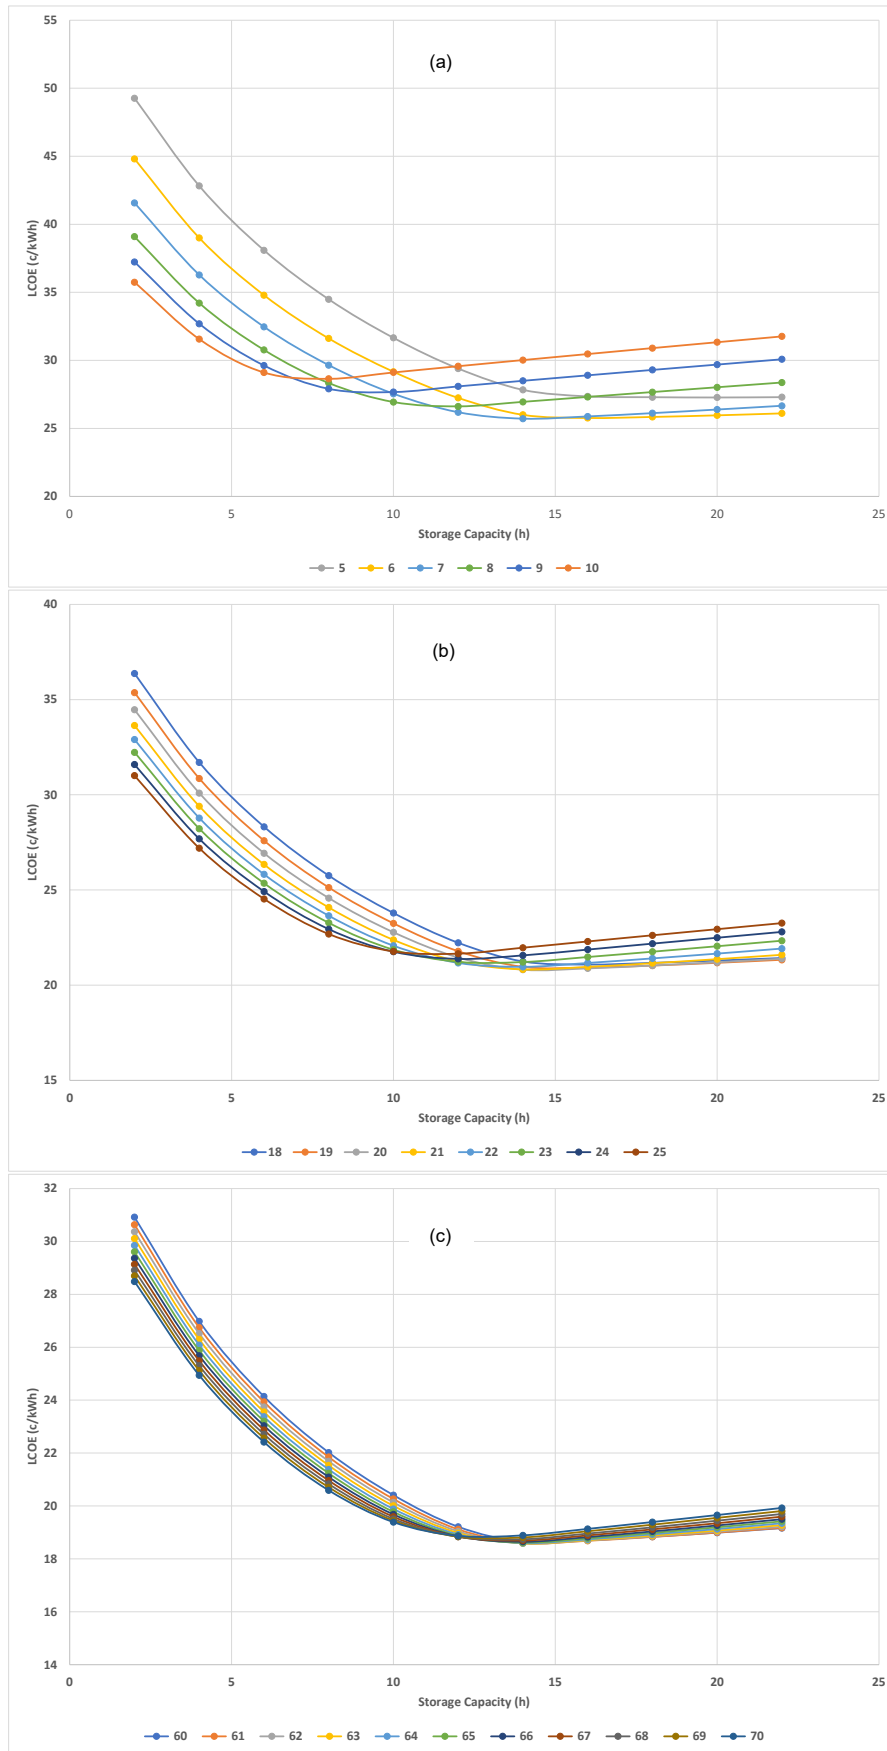 (a)
55
50
45
40
35
30
25
20
LCOE (c/kWh)
0 5 10 15 20 25
Storage Capacity (h)
5 6 7 8 9 10
(b)
40
35
30
25
20
15
LCOE (c/kWh)
0 5 10 15 20 25
Storage Capacity (h)
18 19 20 21 22 23 24 25
(c)
32
30
28
26
24
22
20
18
16
14
LCOE (c/kWh)
0 5 10 15 20 25
Storage Capacity (h)
60 61 62 63 64 65 66 67 68 69 70